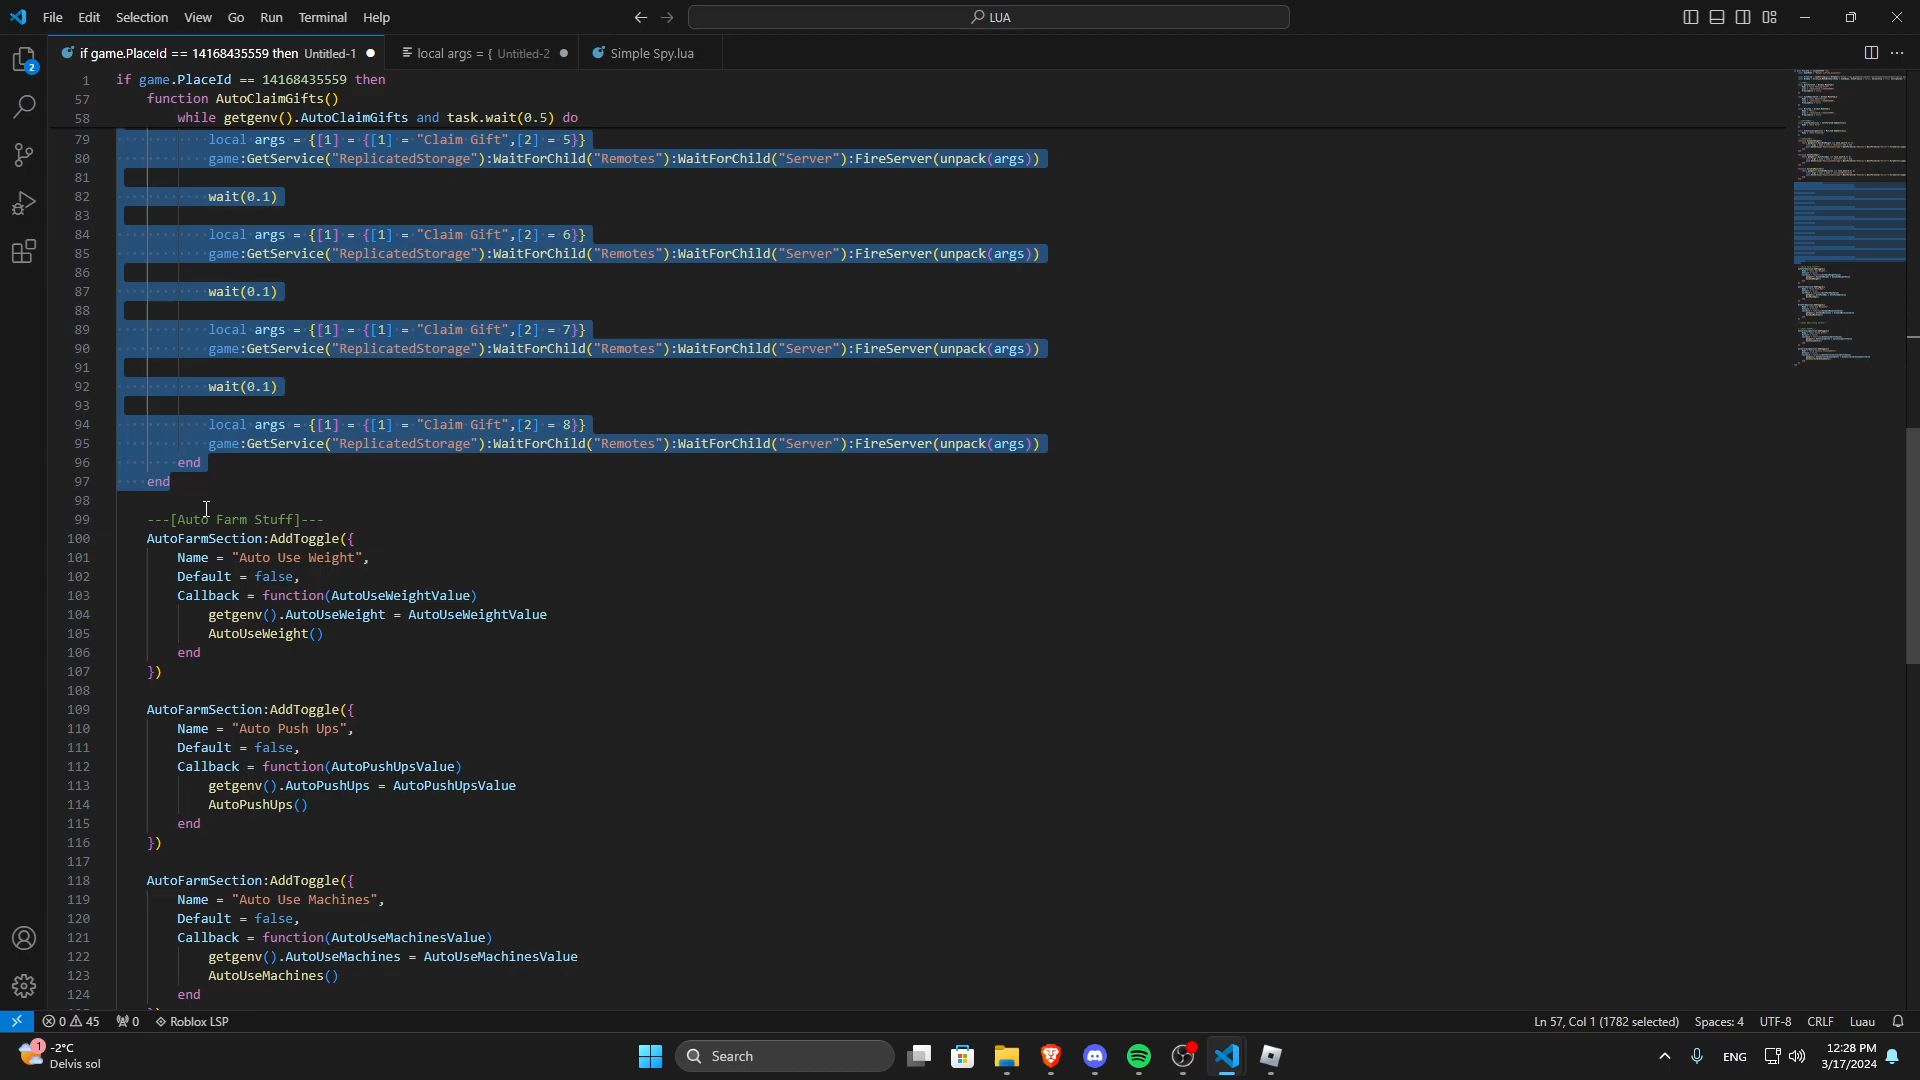 File Edit Selection View Go Run Terminal Help
LUA
if game.PlaceId == 14168435559 then Untitled-1
local args = { Untitled-2
Simple Spy.lua
2
1 if game.PlaceId == 14168435559 then
57 function AutoClaimGifts()
58 while getgenv().AutoClaimGifts and task.wait(0.5) do
79 local args = {[1] = {[1] = "Claim Gift",[2] = 5}}
80 game:GetService("ReplicatedStorage"):WaitForChild("Remotes"):WaitForChild("Server"):FireServer(unpack(args))
81
82 wait(0.1)
83
84 local args = {[1] = {[1] = "Claim Gift",[2] = 6}}
85 game:GetService("ReplicatedStorage"):WaitForChild("Remotes"):WaitForChild("Server"):FireServer(unpack(args))
86
87 wait(0.1)
88
89 local args = {[1] = {[1] = "Claim Gift",[2] = 7}}
90 game:GetService("ReplicatedStorage"):WaitForChild("Remotes"):WaitForChild("Server"):FireServer(unpack(args))
91
92 wait(0.1)
93
94 local args = {[1] = {[1] = "Claim Gift",[2] = 8}}
95 game:GetService("ReplicatedStorage"):WaitForChild("Remotes"):WaitForChild("Server"):FireServer(unpack(args))
96 end
97 end
98
99 ---[Auto Farm Stuff]---
100 AutoFarmSection:AddToggle({
101 Name = "Auto Use Weight",
102 Default = false,
103 Callback = function(AutoUseWeightValue)
104 getgenv().AutoUseWeight = AutoUseWeightValue
105 AutoUseWeight()
106 end
107 })
108
109 AutoFarmSection:AddToggle({
110 Name = "Auto Push Ups",
111 Default = false,
112 Callback = function(AutoPushUpsValue)
113 getgenv().AutoPushUps = AutoPushUpsValue
114 AutoPushUps()
115 end
116 })
117
118 AutoFarmSection:AddToggle({
119 Name = "Auto Use Machines",
120 Default = false,
121 Callback = function(AutoUseMachinesValue)
122 getgenv().AutoUseMachines = AutoUseMachinesValue
123 AutoUseMachines()
124 end
0 45 0 Roblox LSP
Ln 57, Col 1 (1782 selected) Spaces: 4 UTF-8 CRLF Luau
1 -2°C
Delvis sol
Search
ENG
12:28 PM
3/17/2024